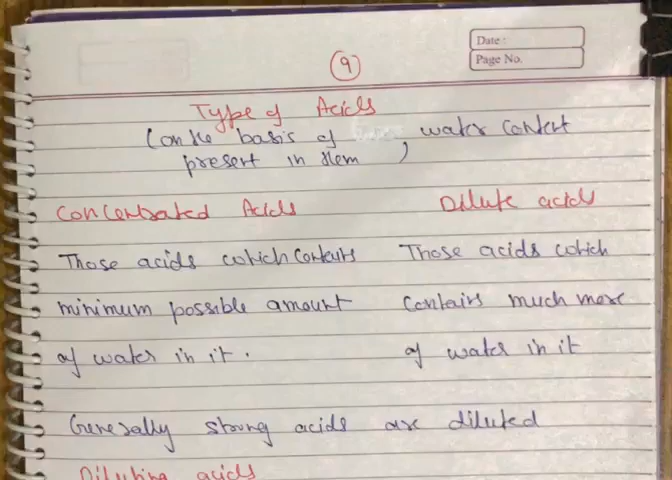 Date :
Page No.
9
Type of Acids
(on the basis of water content
present in them )
Concentrated Acids Dilute acids
Those acids which contains Those acids which
minimum possible amount contains much more
of water in it. of water in it
Generally strong acids are diluted
Diluting acids